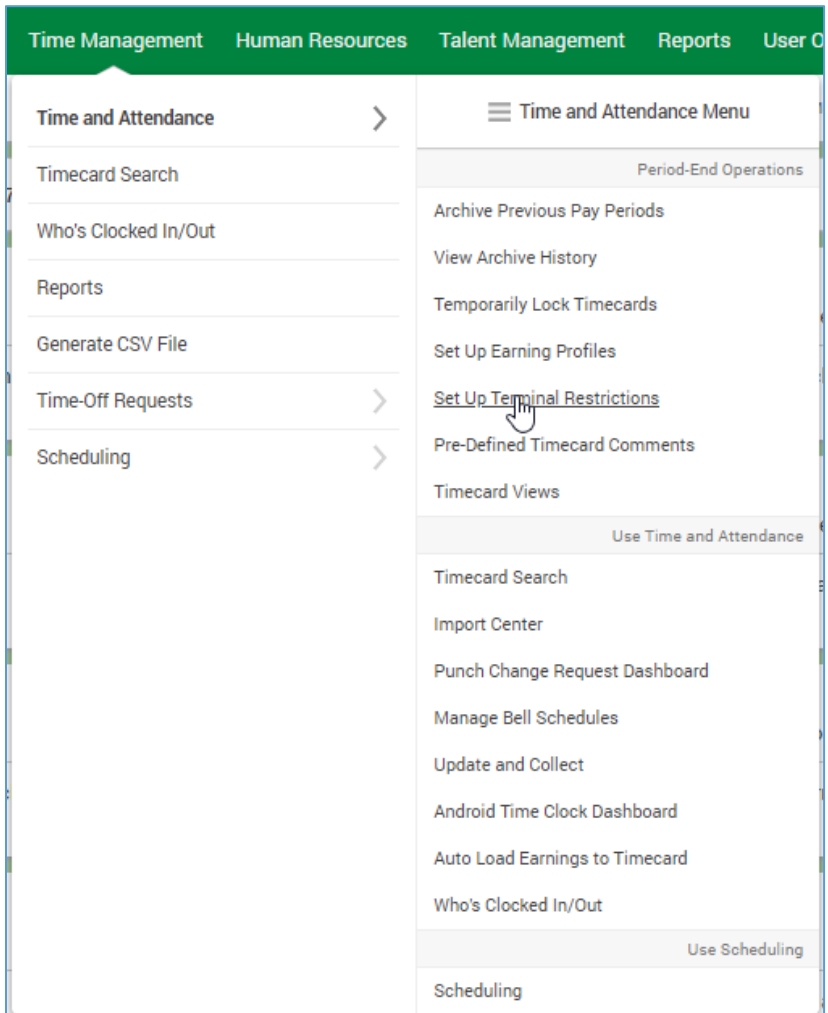 Time Management Human Resources Talent Management Reports User O
Time and Attendance
Timecard Search
Who's Clocked In/Out
Reports
Generate CSV File
Time-Off Requests
Scheduling
Time and Attendance Menu
Period-End Operations
Archive Previous Pay Periods
View Archive History
Temporarily Lock Timecards
Set Up Earning Profiles
Set Up Terminal Restrictions
Pre-Defined Timecard Comments
Timecard Views
Use Time and Attendance
Timecard Search
Import Center
Punch Change Request Dashboard
Manage Bell Schedules
Update and Collect
Android Time Clock Dashboard
Auto Load Earnings to Timecard
Who's Clocked In/Out
Use Scheduling
Scheduling